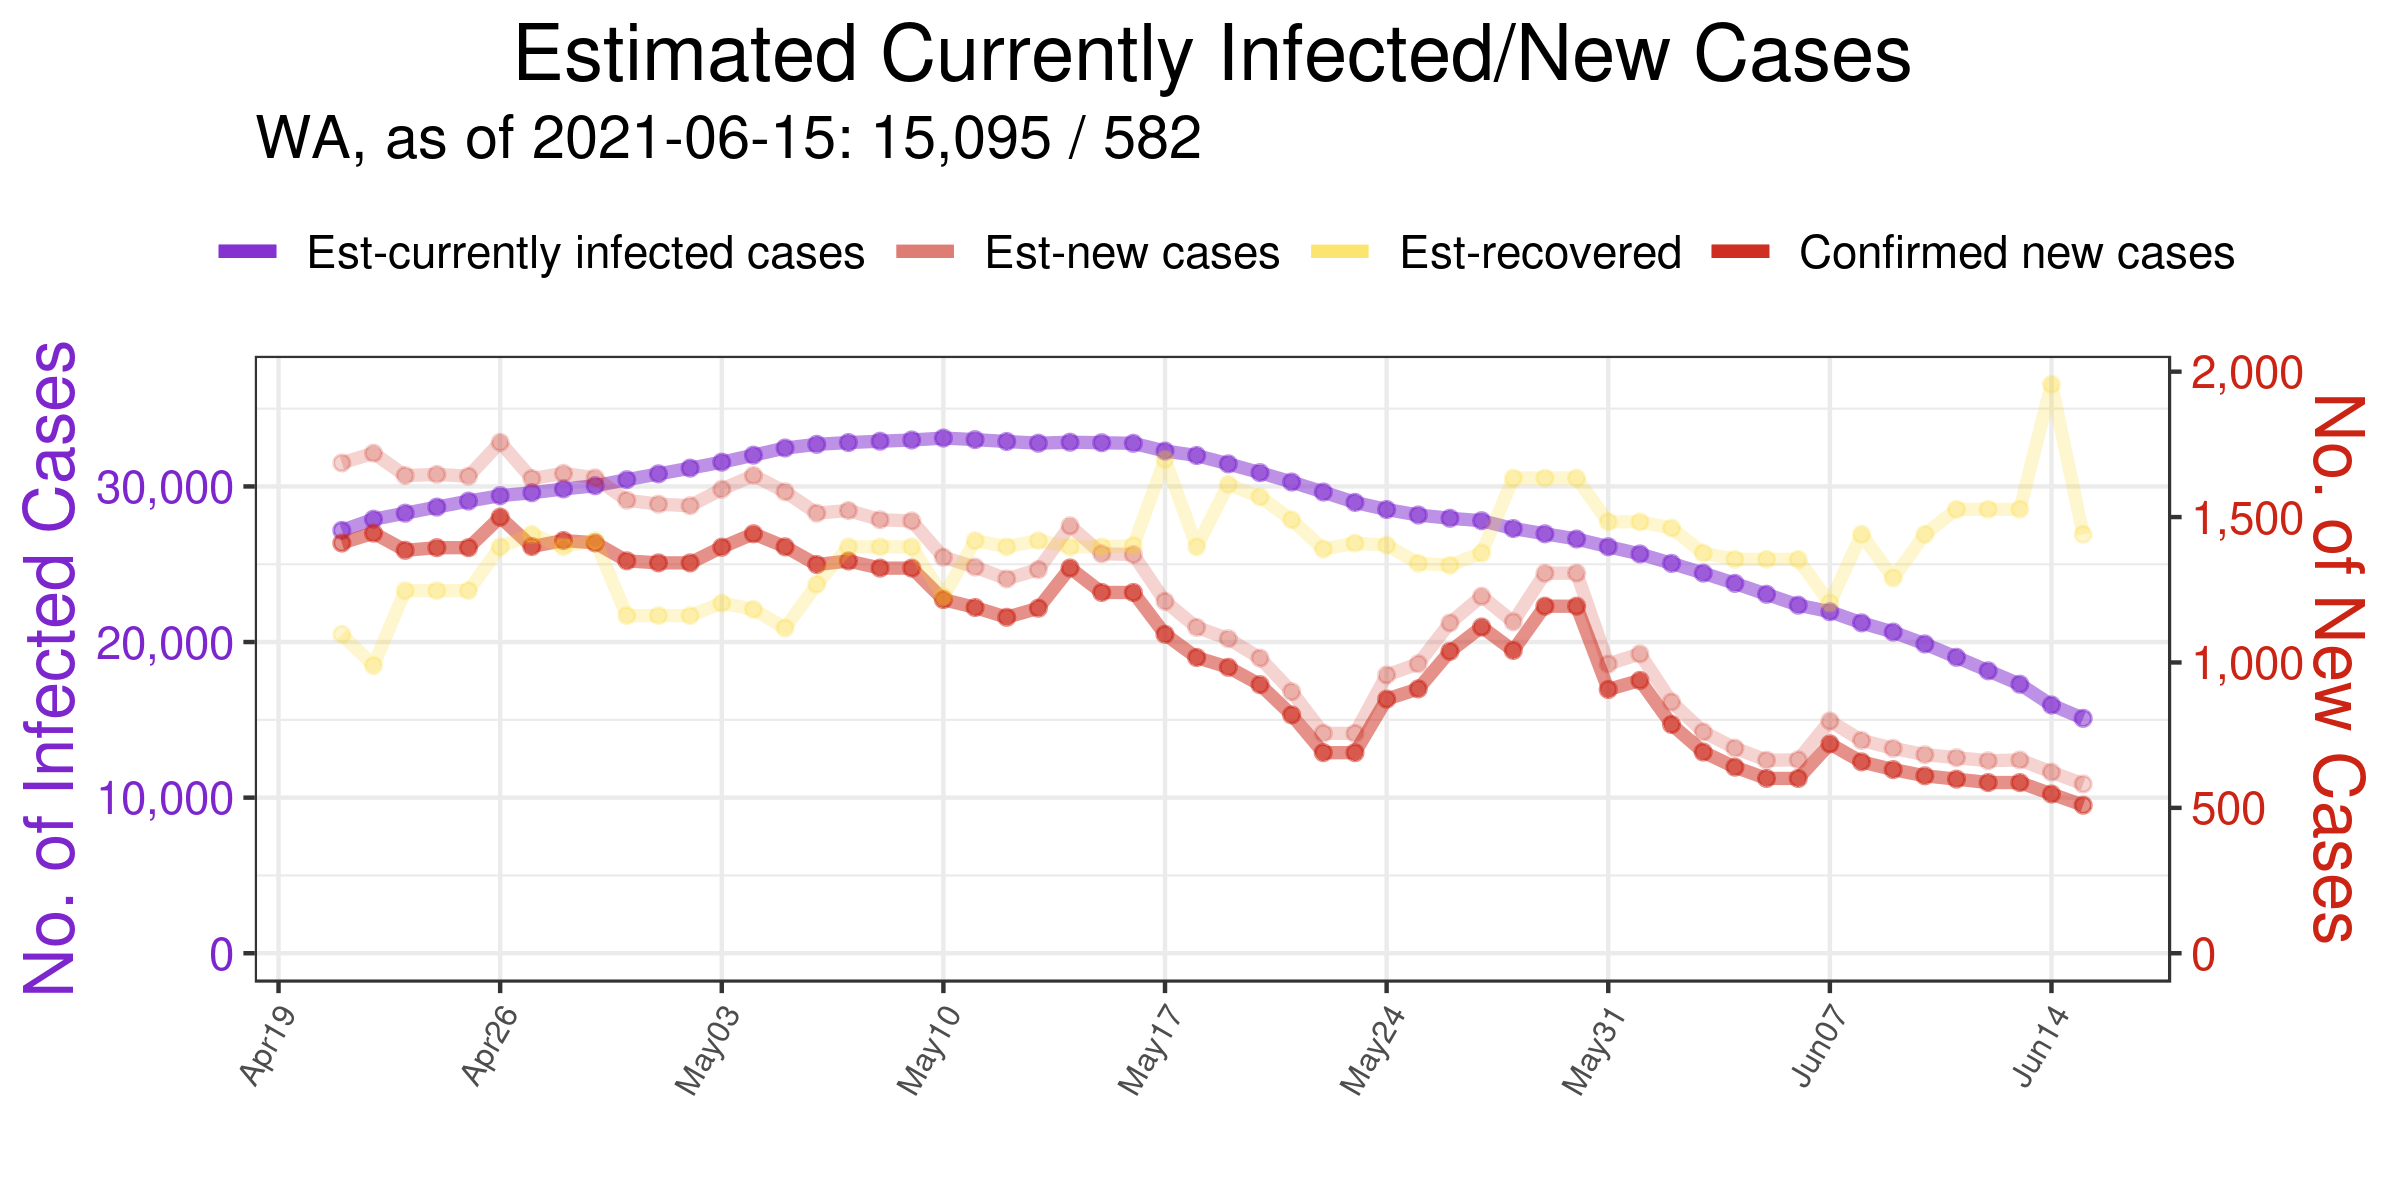 Estimated Currently Infected/New Cases
WA, as of 2021-06-15: 15,095 / 582
Est-currently infected cases Est-new cases Est-recovered Confirmed new cases
No. of Infected Cases
30,000
20,000
10,000
0
2,000
1,500
1,000
500
0
No. of New Cases
Apr19 Apr26 May03 May10 May17 May24 May31 Jun07 Jun14